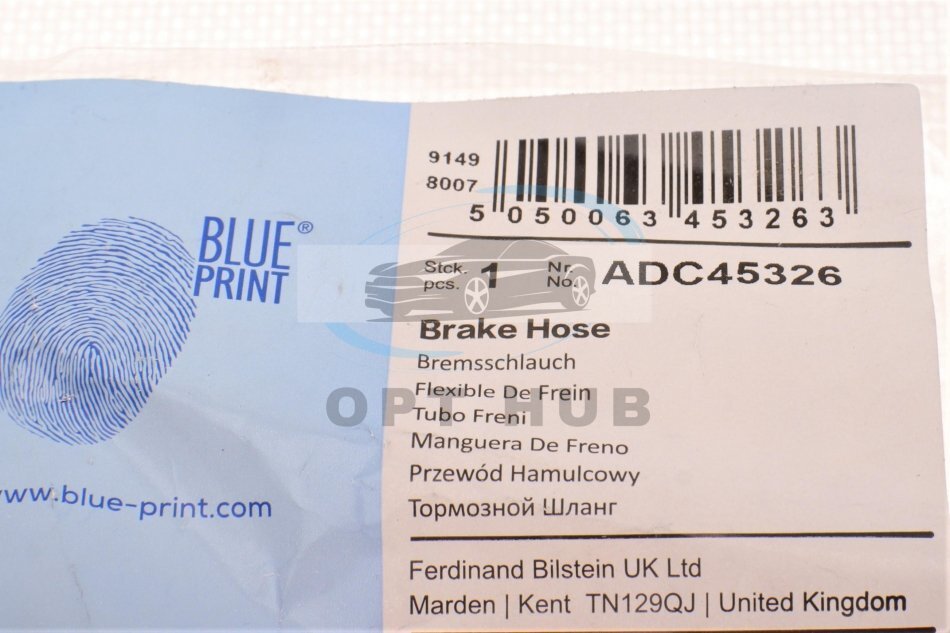 BLUE®
PRINT
www.blue-print.com
9149
8007
5 050063 453263
Stck.
pcs. 1 Nr.
No. ADC45326
Brake Hose
Bremsschlauch
Flexible De Frein
OPT HUB
Tubo Freni
Manguera De Freno
Przewód Hamulcowy
Тормозной Шланг
Ferdinand Bilstein UK Ltd
Marden | Kent TN129QJ | United Kingdom